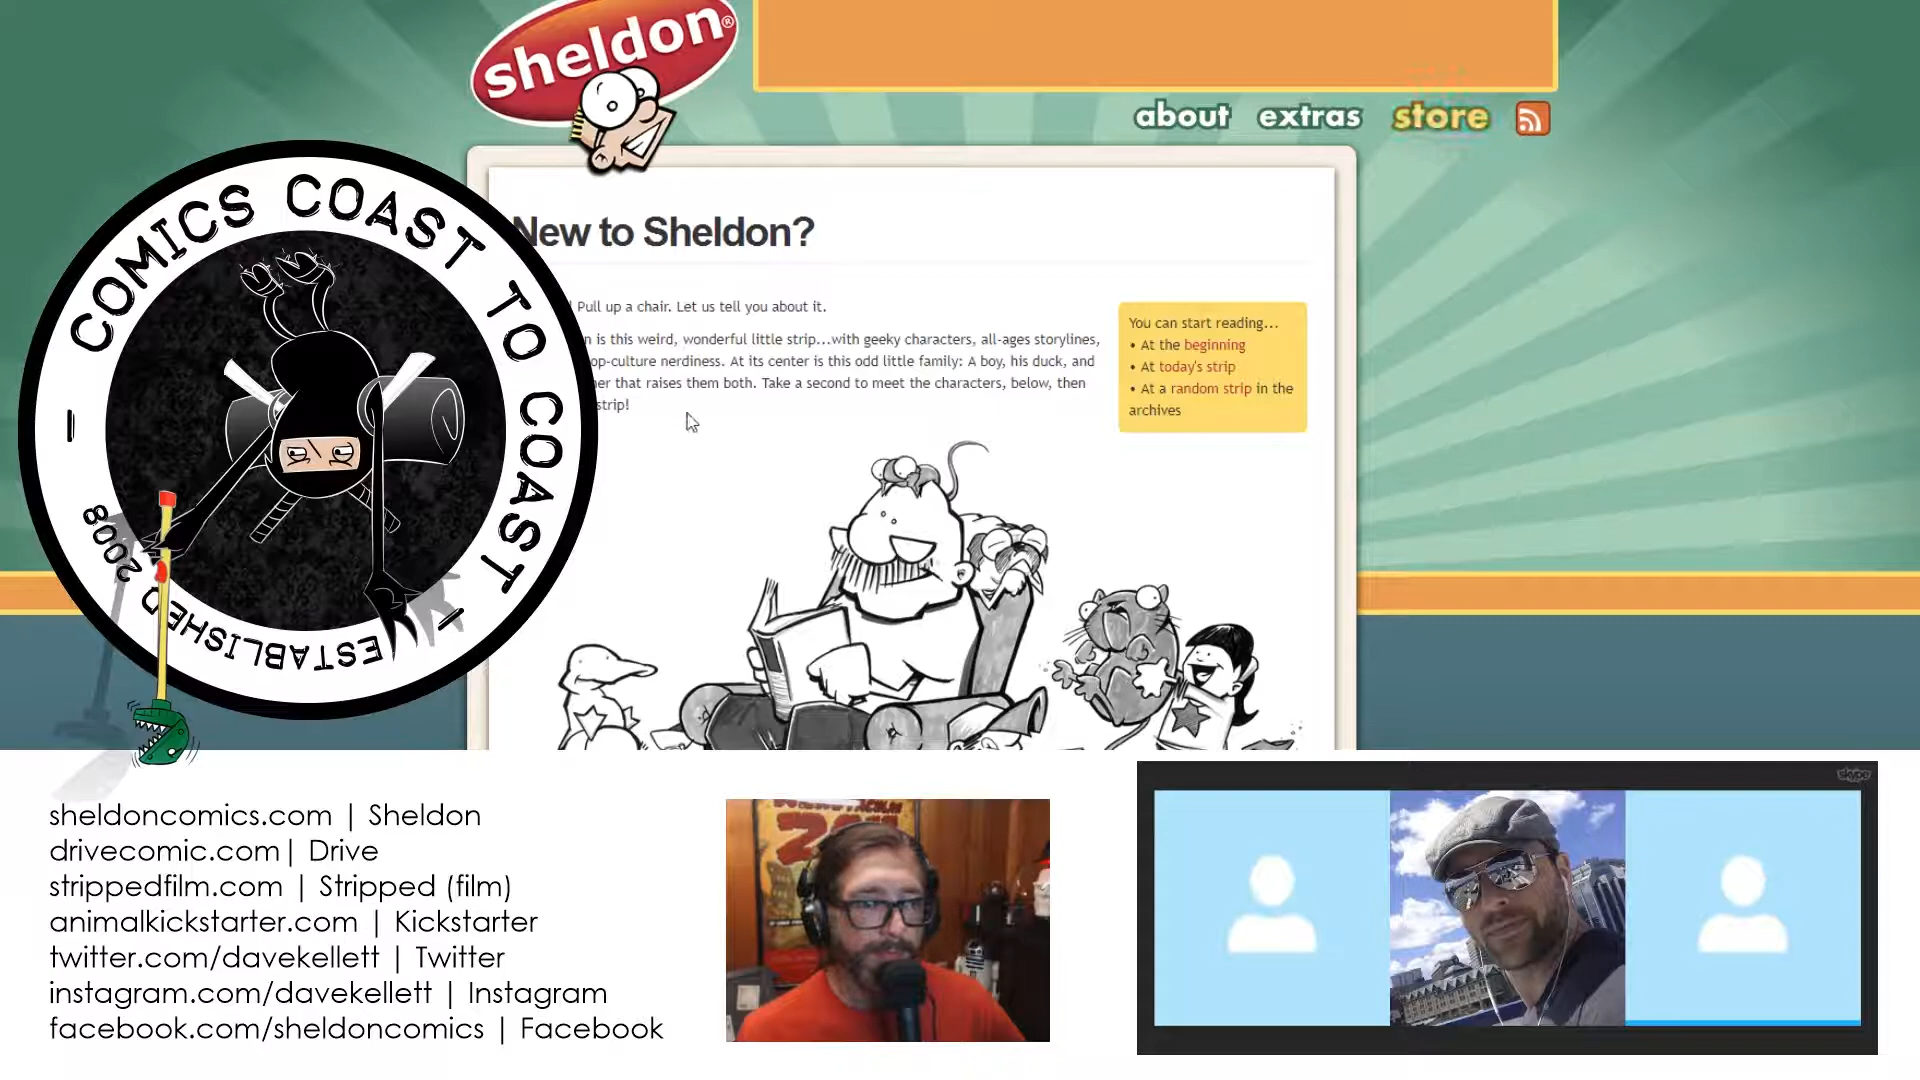 sheldon®
about extras store
COMICS COAST TO COAST
ESTABLISHED 2008
New to Sheldon?
Pull up a chair. Let us tell you about it.
is this weird, wonderful little strip...with geeky characters, all-ages storylines,
op-culture nerdiness. At its center is this odd little family: A boy, his duck, and
that raises them both. Take a second to meet the characters, below, then
strip!
You can start reading...
• At the beginning
• At today's strip
• At a random strip in the
archives
sheldoncomics.com | Sheldon
drivecomic.com| Drive
strippedfilm.com | Stripped (film)
animalkickstarter.com | Kickstarter
twitter.com/davekellett | Twitter
instagram.com/davekellett | Instagram
facebook.com/sheldoncomics | Facebook
skype